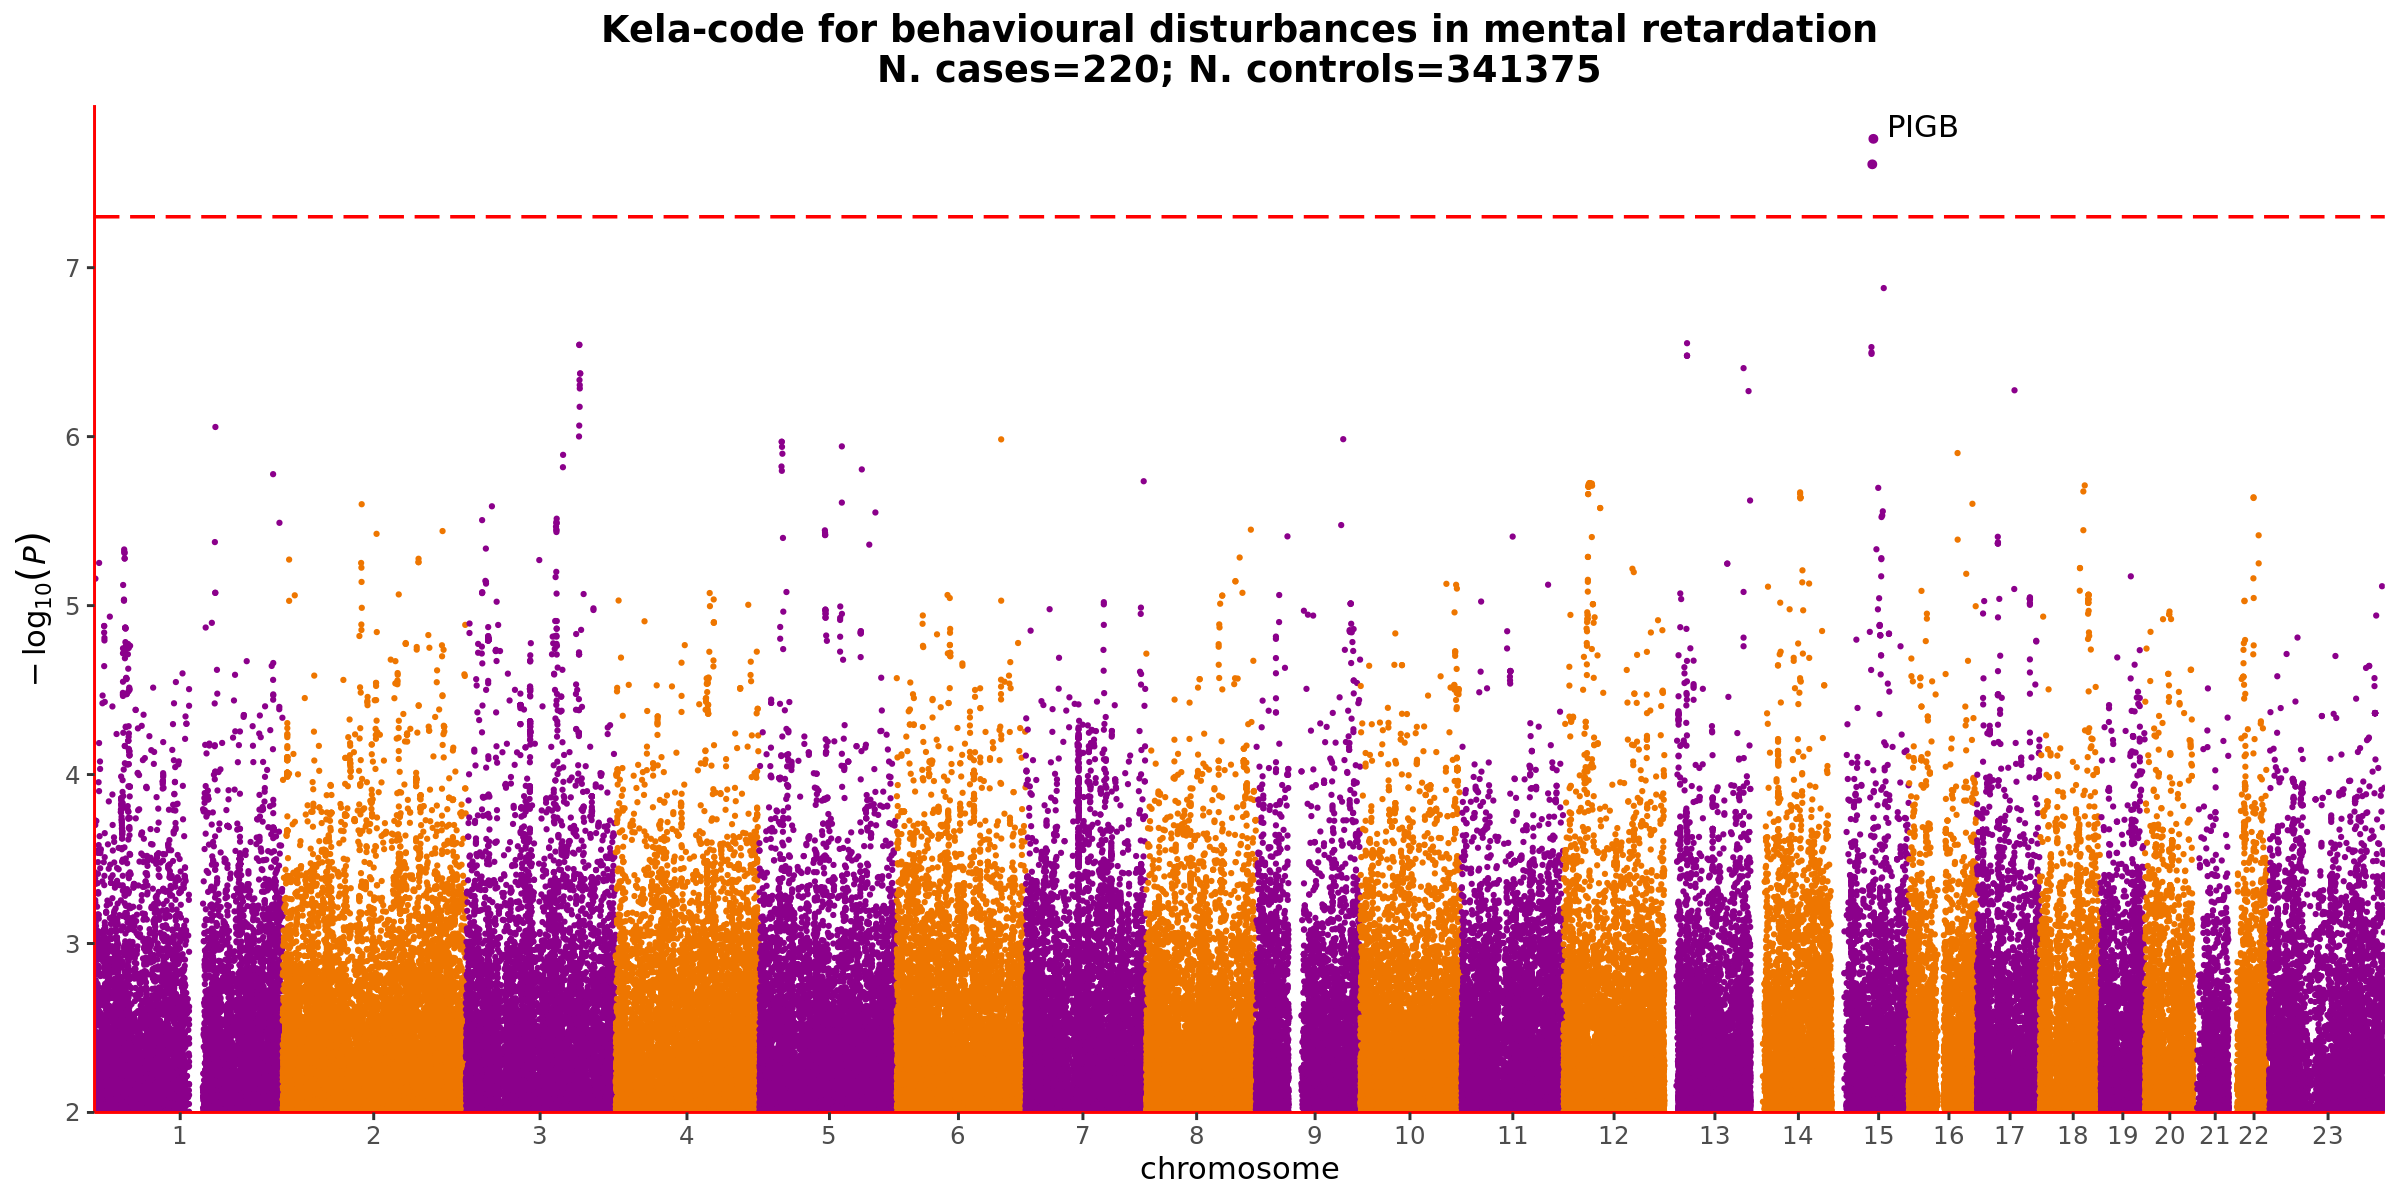 Kela-code for behavioural disturbances in mental retardation
N. cases=220; N. controls=341375
PIGB
7
6
5
4
3
2
−log₁₀(P)
1 2 3 4 5 6 7 8 9 10 11 12 13 14 15 16 17 18 19 20 21 22 23
chromosome